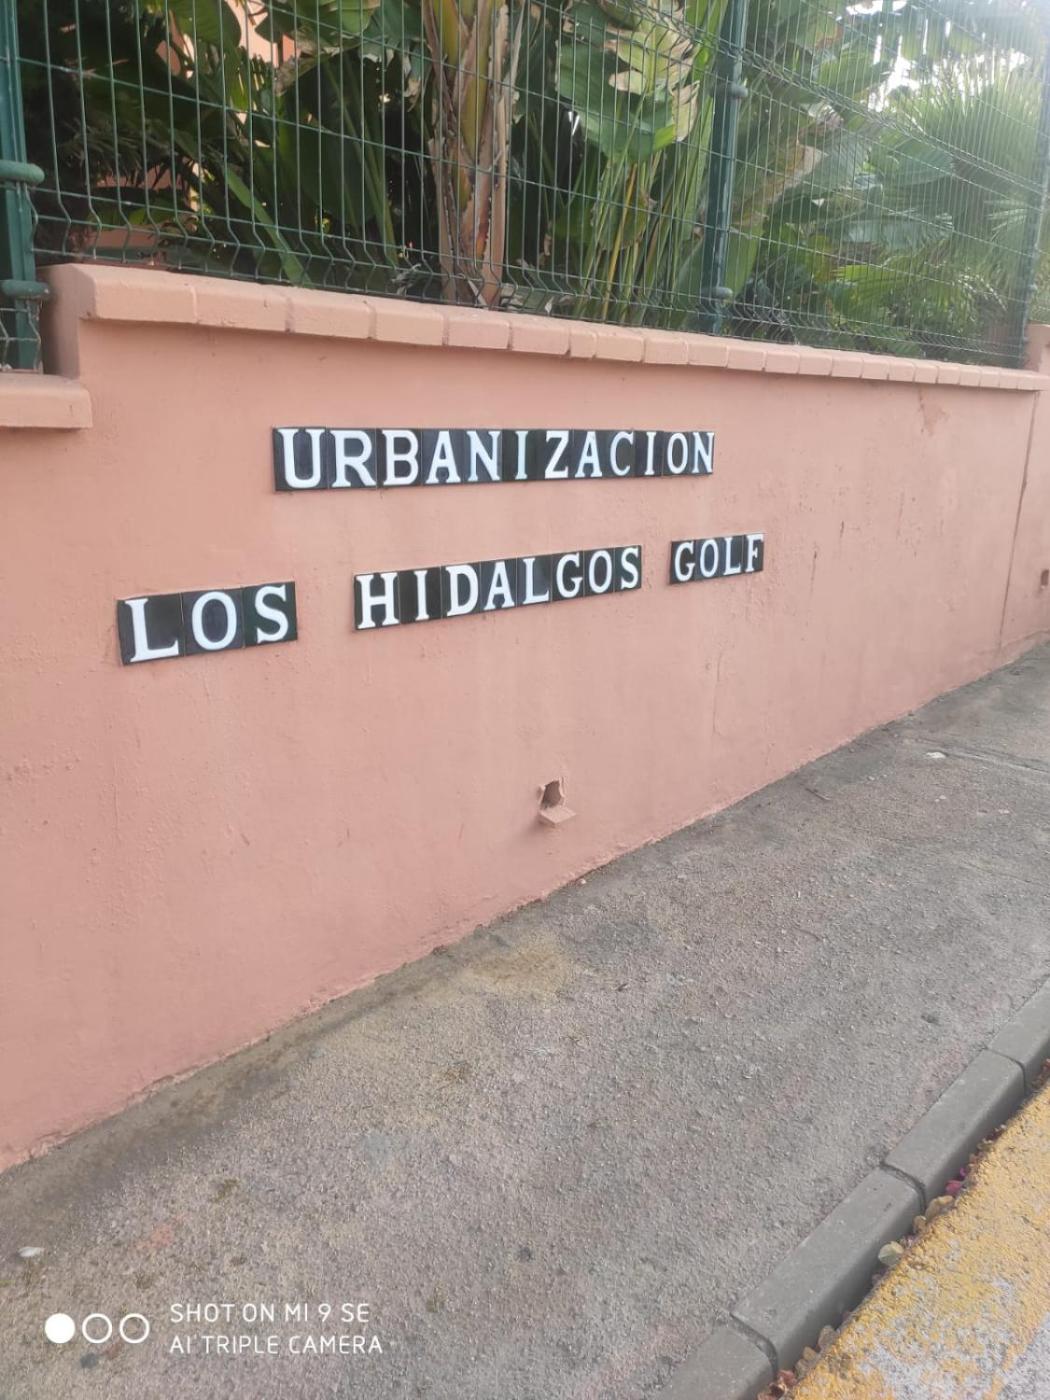 URBANIZACION
LOS HIDALGOS GOLF
SHOT ON MI 9 SE
AI TRIPLE CAMERA